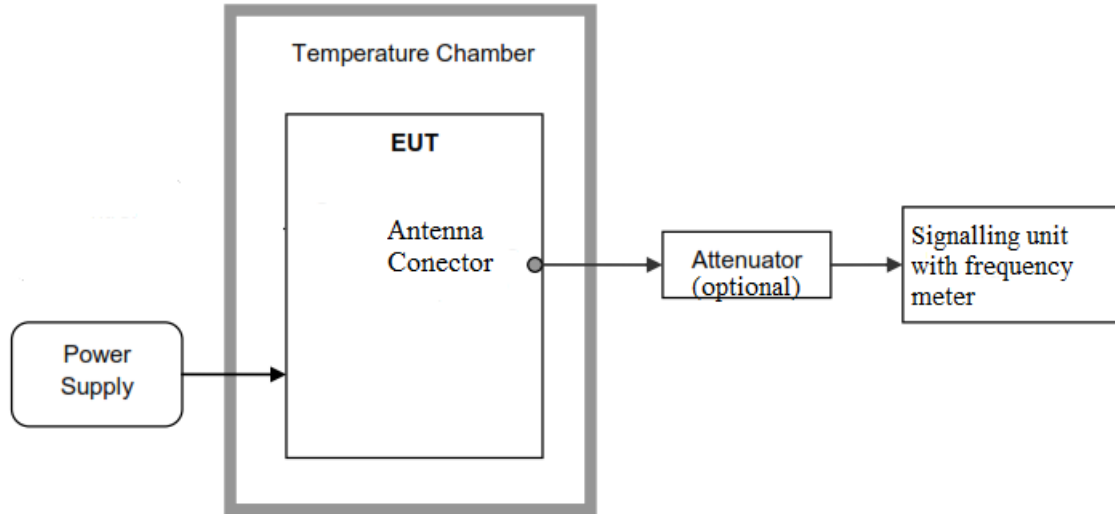 Temperature Chamber
EUT
Antenna
Conector
Attenuator
(optional)
Signalling unit
with frequency
meter
Power
Supply